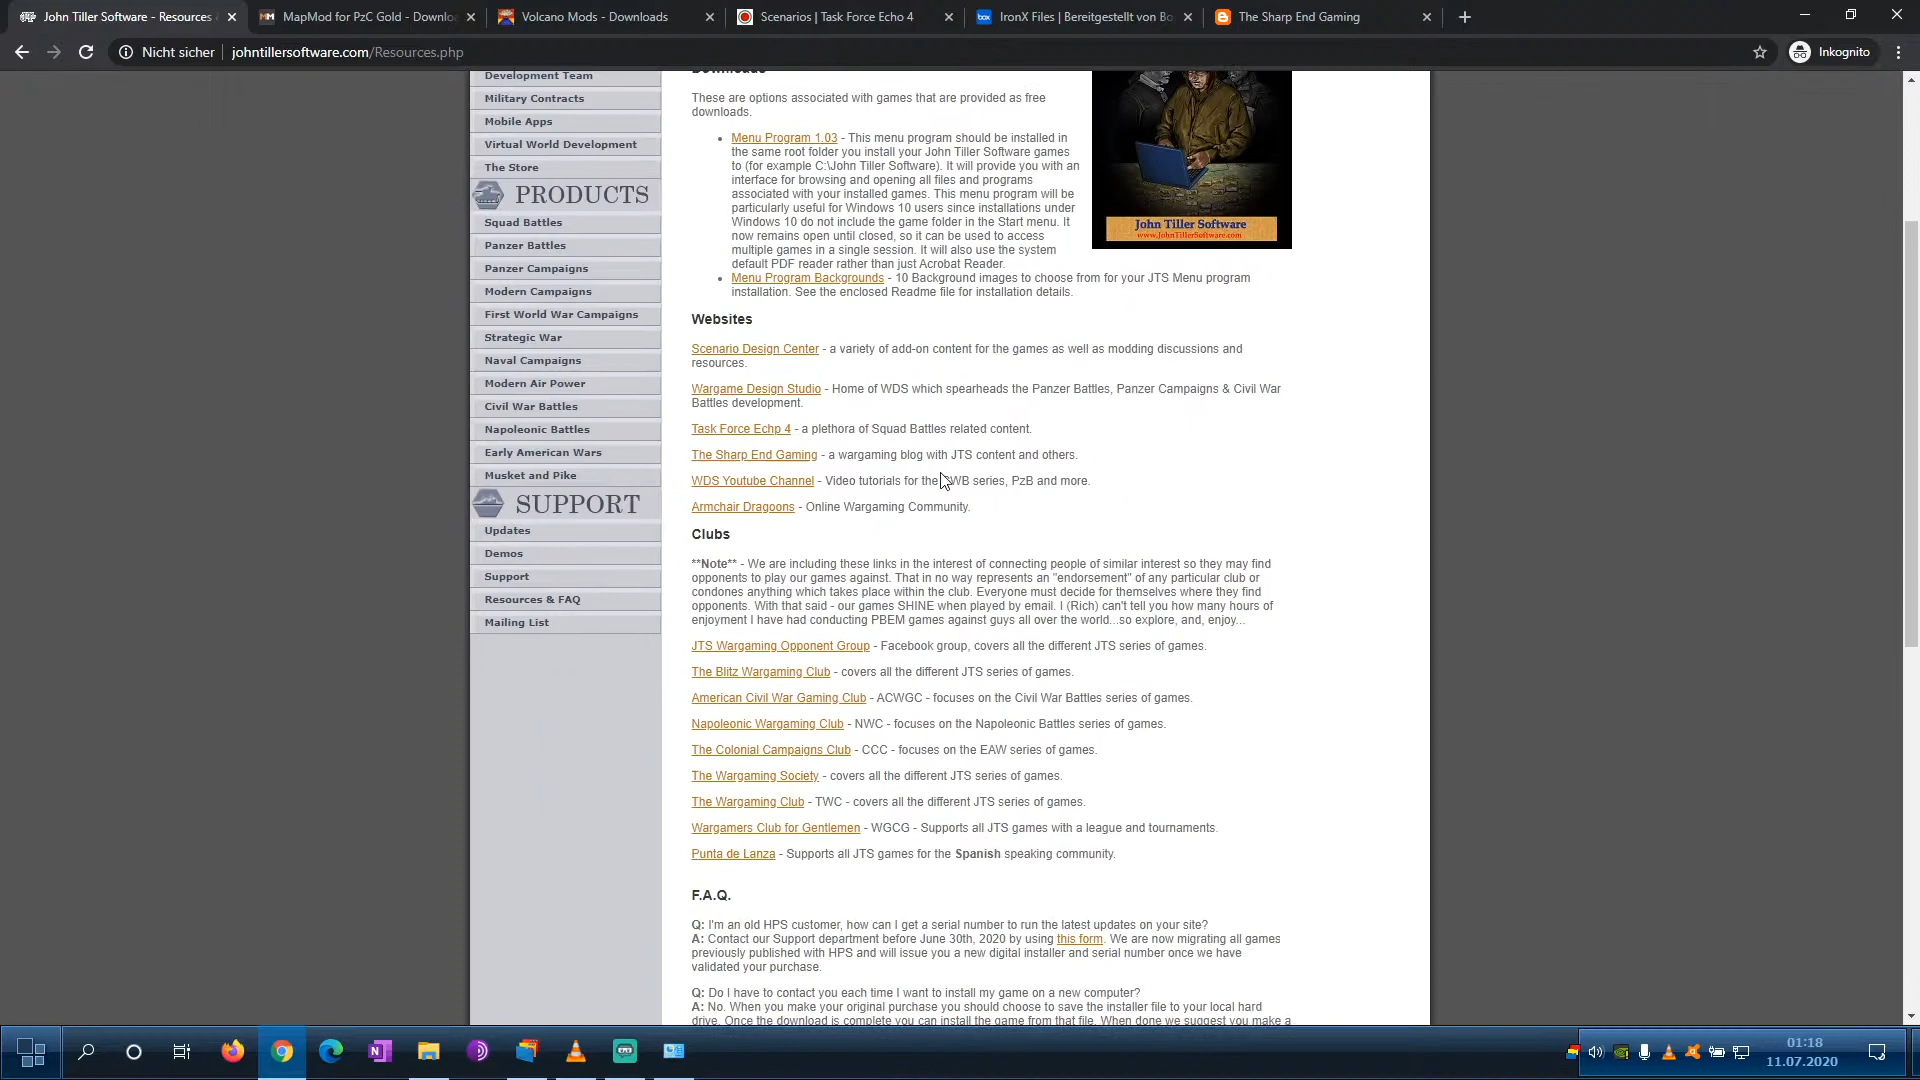 John Tiller Software - Resources
MapMod for PzC Gold - Downlo
Volcano Mods - Downloads
Scenarios | Task Force Echo 4
IronX Files | Bereitgestellt von Bo
The Sharp End Gaming
Nicht sicher
johntillersoftware.com/Resources.php
Inkognito
Development Team
Military Contracts
Mobile Apps
Virtual World Development
The Store
PRODUCTS
Squad Battles
Panzer Battles
Panzer Campaigns
Modern Campaigns
First World War Campaigns
Strategic War
Naval Campaigns
Modern Air Power
Civil War Battles
Napoleonic Battles
Early American Wars
Musket and Pike
SUPPORT
Updates
Demos
Support
Resources & FAQ
Mailing List
Downloads
These are options associated with games that are provided as free
downloads.
Menu Program 1.03 - This menu program should be installed in
the same root folder you install your John Tiller Software games
to (for example C:\John Tiller Software). It will provide you with an
interface for browsing and opening all files and programs
associated with your installed games. This menu program will be
particularly useful for Windows 10 users since installations under
Windows 10 do not include the game folder in the Start menu. It
now remains open until closed, so it can be used to access
multiple games in a single session. It will also use the system
default PDF reader rather than just Acrobat Reader.
John Tiller Software
www.JohnTillerSoftware.com
Menu Program Backgrounds - 10 Background images to choose from for your JTS Menu program
installation. See the enclosed Readme file for installation details.
Websites
Scenario Design Center - a variety of add-on content for the games as well as modding discussions and
resources.
Wargame Design Studio - Home of WDS which spearheads the Panzer Battles, Panzer Campaigns & Civil War
Battles development.
Task Force Echp 4 - a plethora of Squad Battles related content.
The Sharp End Gaming - a wargaming blog with JTS content and others.
WDS Youtube Channel - Video tutorials for the WB series, PzB and more.
Armchair Dragoons - Online Wargaming Community.
Clubs
**Note** - We are including these links in the interest of connecting people of similar interest so they may find
opponents to play our games against. That in no way represents an "endorsement" of any particular club or
condones anything which takes place within the club. Everyone must decide for themselves where they find
opponents. With that said - our games SHINE when played by email. I (Rich) can't tell you how many hours of
enjoyment I have had conducting PBEM games against guys all over the world...so explore, and, enjoy...
JTS Wargaming Opponent Group - Facebook group, covers all the different JTS series of games.
The Blitz Wargaming Club - covers all the different JTS series of games.
American Civil War Gaming Club - ACWGC - focuses on the Civil War Battles series of games.
Napoleonic Wargaming Club - NWC - focuses on the Napoleonic Battles series of games.
The Colonial Campaigns Club - CCC - focuses on the EAW series of games.
The Wargaming Society - covers all the different JTS series of games.
The Wargaming Club - TWC - covers all the different JTS series of games.
Wargamers Club for Gentlemen - WGCG - Supports all JTS games with a league and tournaments.
Punta de Lanza - Supports all JTS games for the Spanish speaking community.
F.A.Q.
Q: I'm an old HPS customer, how can I get a serial number to run the latest updates on your site?
A: Contact our Support department before June 30th, 2020 by using this form. We are now migrating all games
previously published with HPS and will issue you a new digital installer and serial number once we have
validated your purchase.
Q: Do I have to contact you each time I want to install my game on a new computer?
A: No. When you make your original purchase you should choose to save the installer file to your local hard
drive. Once the download is complete you can install the game from that file. When done we suggest you make a
01:18
11.07.2020